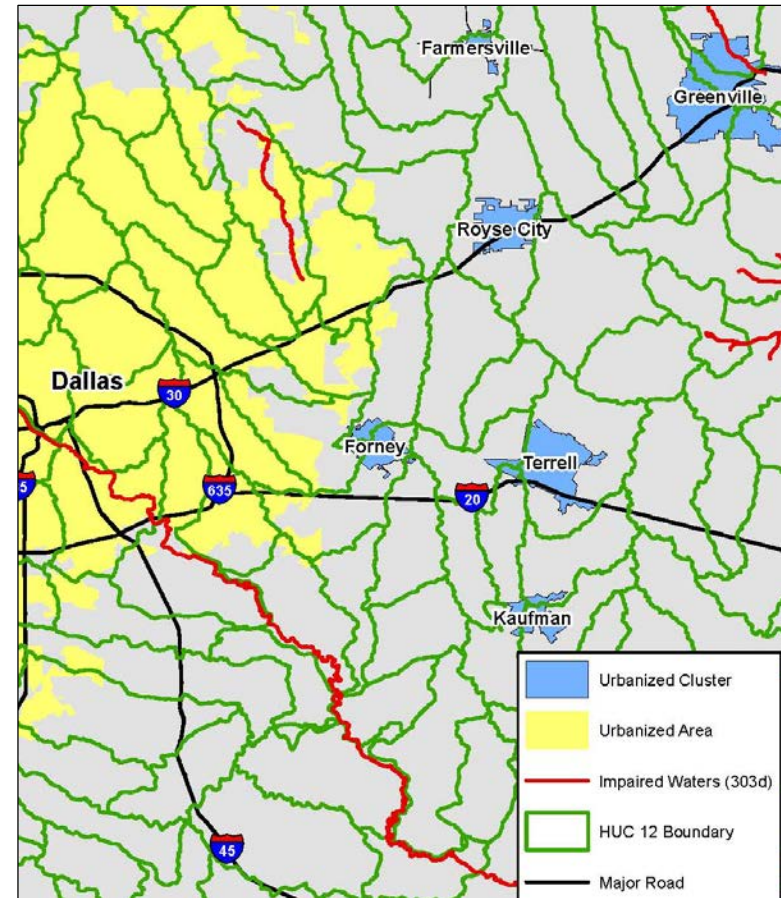 Farmersville
Greenville
Royse City
Dallas
30
Forney
Terrell
5
635
20
Kaufman
45
Urbanized Cluster
Urbanized Area
Impaired Waters (303d)
HUC 12 Boundary
Major Road